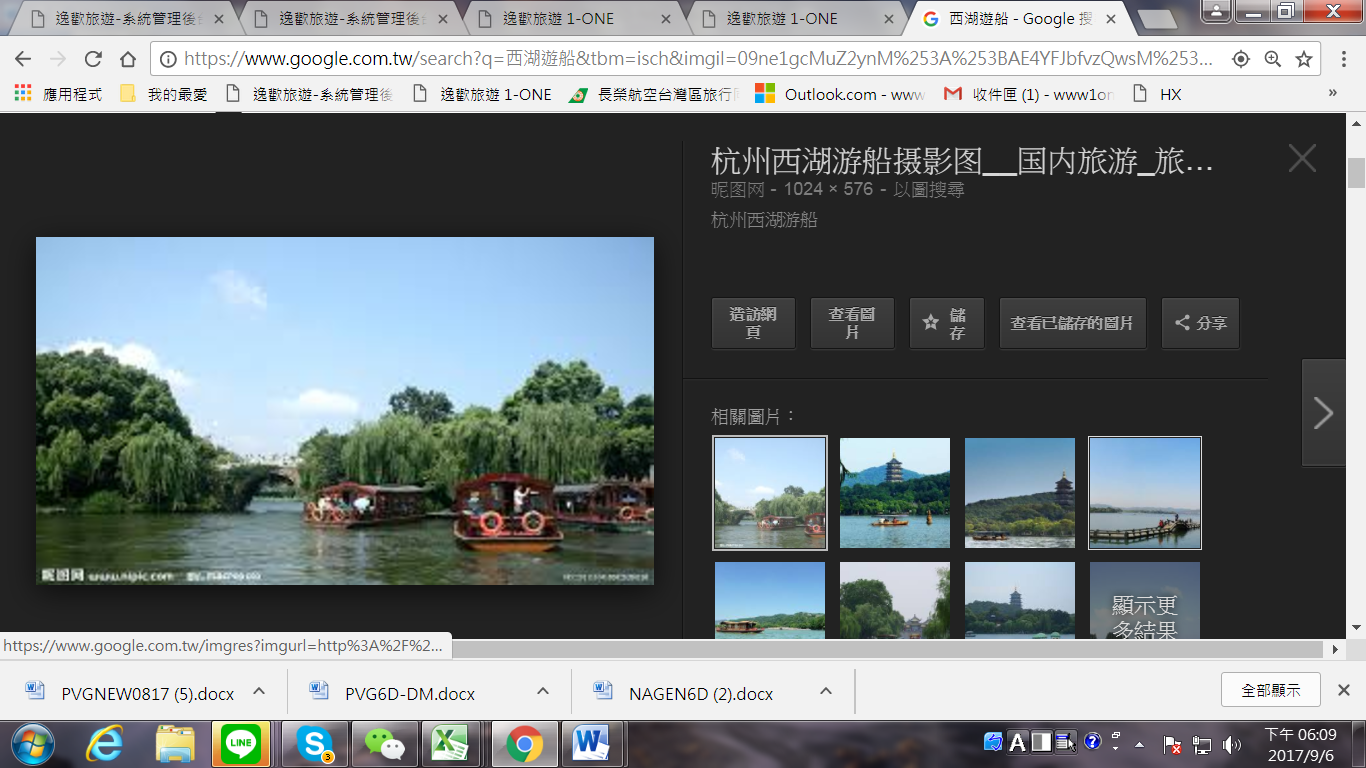 逸歡旅遊-系統管理後
逸歡旅遊-系統管理後
逸歡旅遊 1-ONE
逸歡旅遊 1-ONE
西湖遊船 - Google 搜
https://www.google.com.tw/search?q=西湖遊船&tbm=isch&imgil=09ne1gcMuZ2ynM%253A%253BAE4YFJbfvzQwsM%253...
應用程式
我的最愛
逸歡旅遊-系統管理後
逸歡旅遊 1-ONE
長榮航空台灣區旅行
Outlook.com - www
收件匣 (1) - www1on
HX
»
杭州西湖游船摄影图__国内旅游_旅...
昵图网 - 1024 × 576 - 以圖搜尋
杭州西湖游船
造訪網
頁
查看圖
片
儲
存
查看已儲存的圖片
分享
相關圖片：
顯示更
多結果
昵图网 www.nipic.com
https://www.google.com.tw/imgres?imgurl=http%3A%2F%2...
PVGNEW0817 (5).docx
PVG6D-DM.docx
NAGEN6D (2).docx
全部顯示
LINE
3
A
下午 06:09
2017/9/6